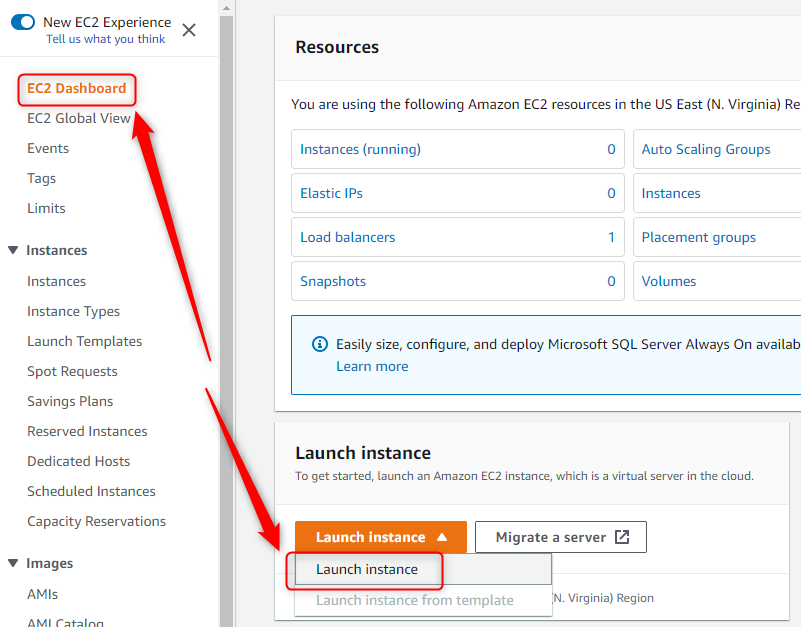 New EC2 Experience
Tell us what you think
EC2 Dashboard
EC2 Global View
Events
Tags
Limits
Instances
Instances
Instance Types
Launch Templates
Spot Requests
Savings Plans
Reserved Instances
Dedicated Hosts
Scheduled Instances
Capacity Reservations
Images
AMIs
AMI Catalog
Resources
You are using the following Amazon EC2 resources in the US East (N. Virginia) Re
Instances (running) 0 Auto Scaling Groups
Elastic IPs 0 Instances
Load balancers 1 Placement groups
Snapshots 0 Volumes
Easily size, configure, and deploy Microsoft SQL Server Always On availab
Learn more
Launch instance
To get started, launch an Amazon EC2 instance, which is a virtual server in the cloud.
Launch instance Migrate a server
Launch instance
Launch instance from template (N. Virginia) Region